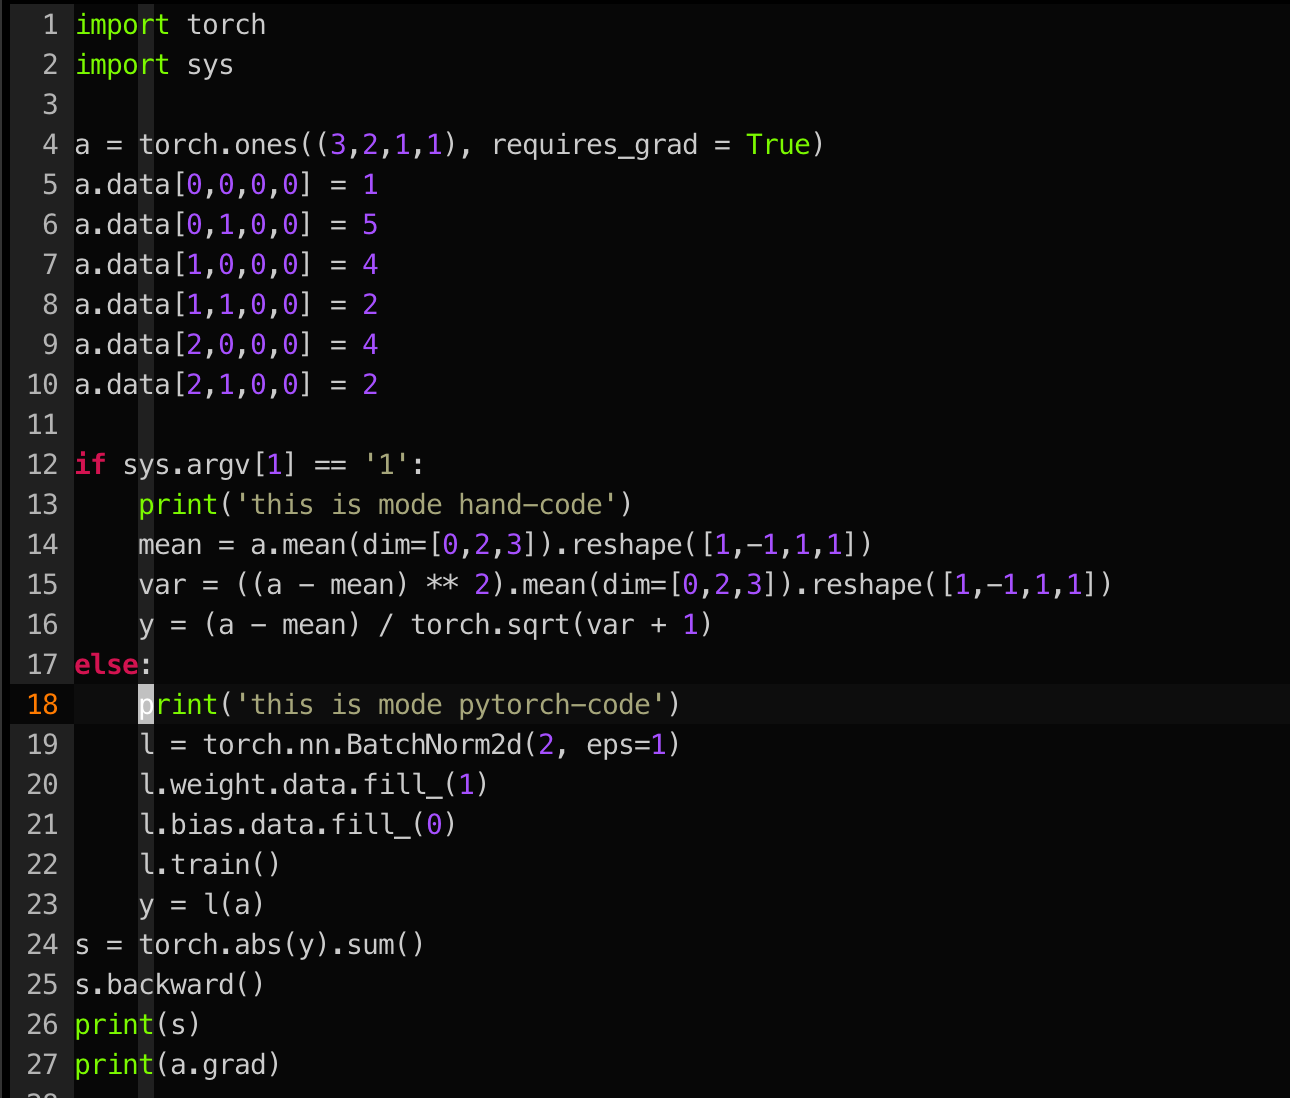 1 import torch
2 import sys
3
4 a = torch.ones((3,2,1,1), requires_grad = True)
5 a.data[0,0,0,0] = 1
6 a.data[0,1,0,0] = 5
7 a.data[1,0,0,0] = 4
8 a.data[1,1,0,0] = 2
9 a.data[2,0,0,0] = 4
10 a.data[2,1,0,0] = 2
11
12 if sys.argv[1] == '1':
13     print('this is mode hand-code')
14     mean = a.mean(dim=[0,2,3]).reshape([1,-1,1,1])
15     var = ((a - mean) ** 2).mean(dim=[0,2,3]).reshape([1,-1,1,1])
16     y = (a - mean) / torch.sqrt(var + 1)
17 else:
18     print('this is mode pytorch-code')
19     l = torch.nn.BatchNorm2d(2, eps=1)
20     l.weight.data.fill_(1)
21     l.bias.data.fill_(0)
22     l.train()
23     y = l(a)
24 s = torch.abs(y).sum()
25 s.backward()
26 print(s)
27 print(a.grad)